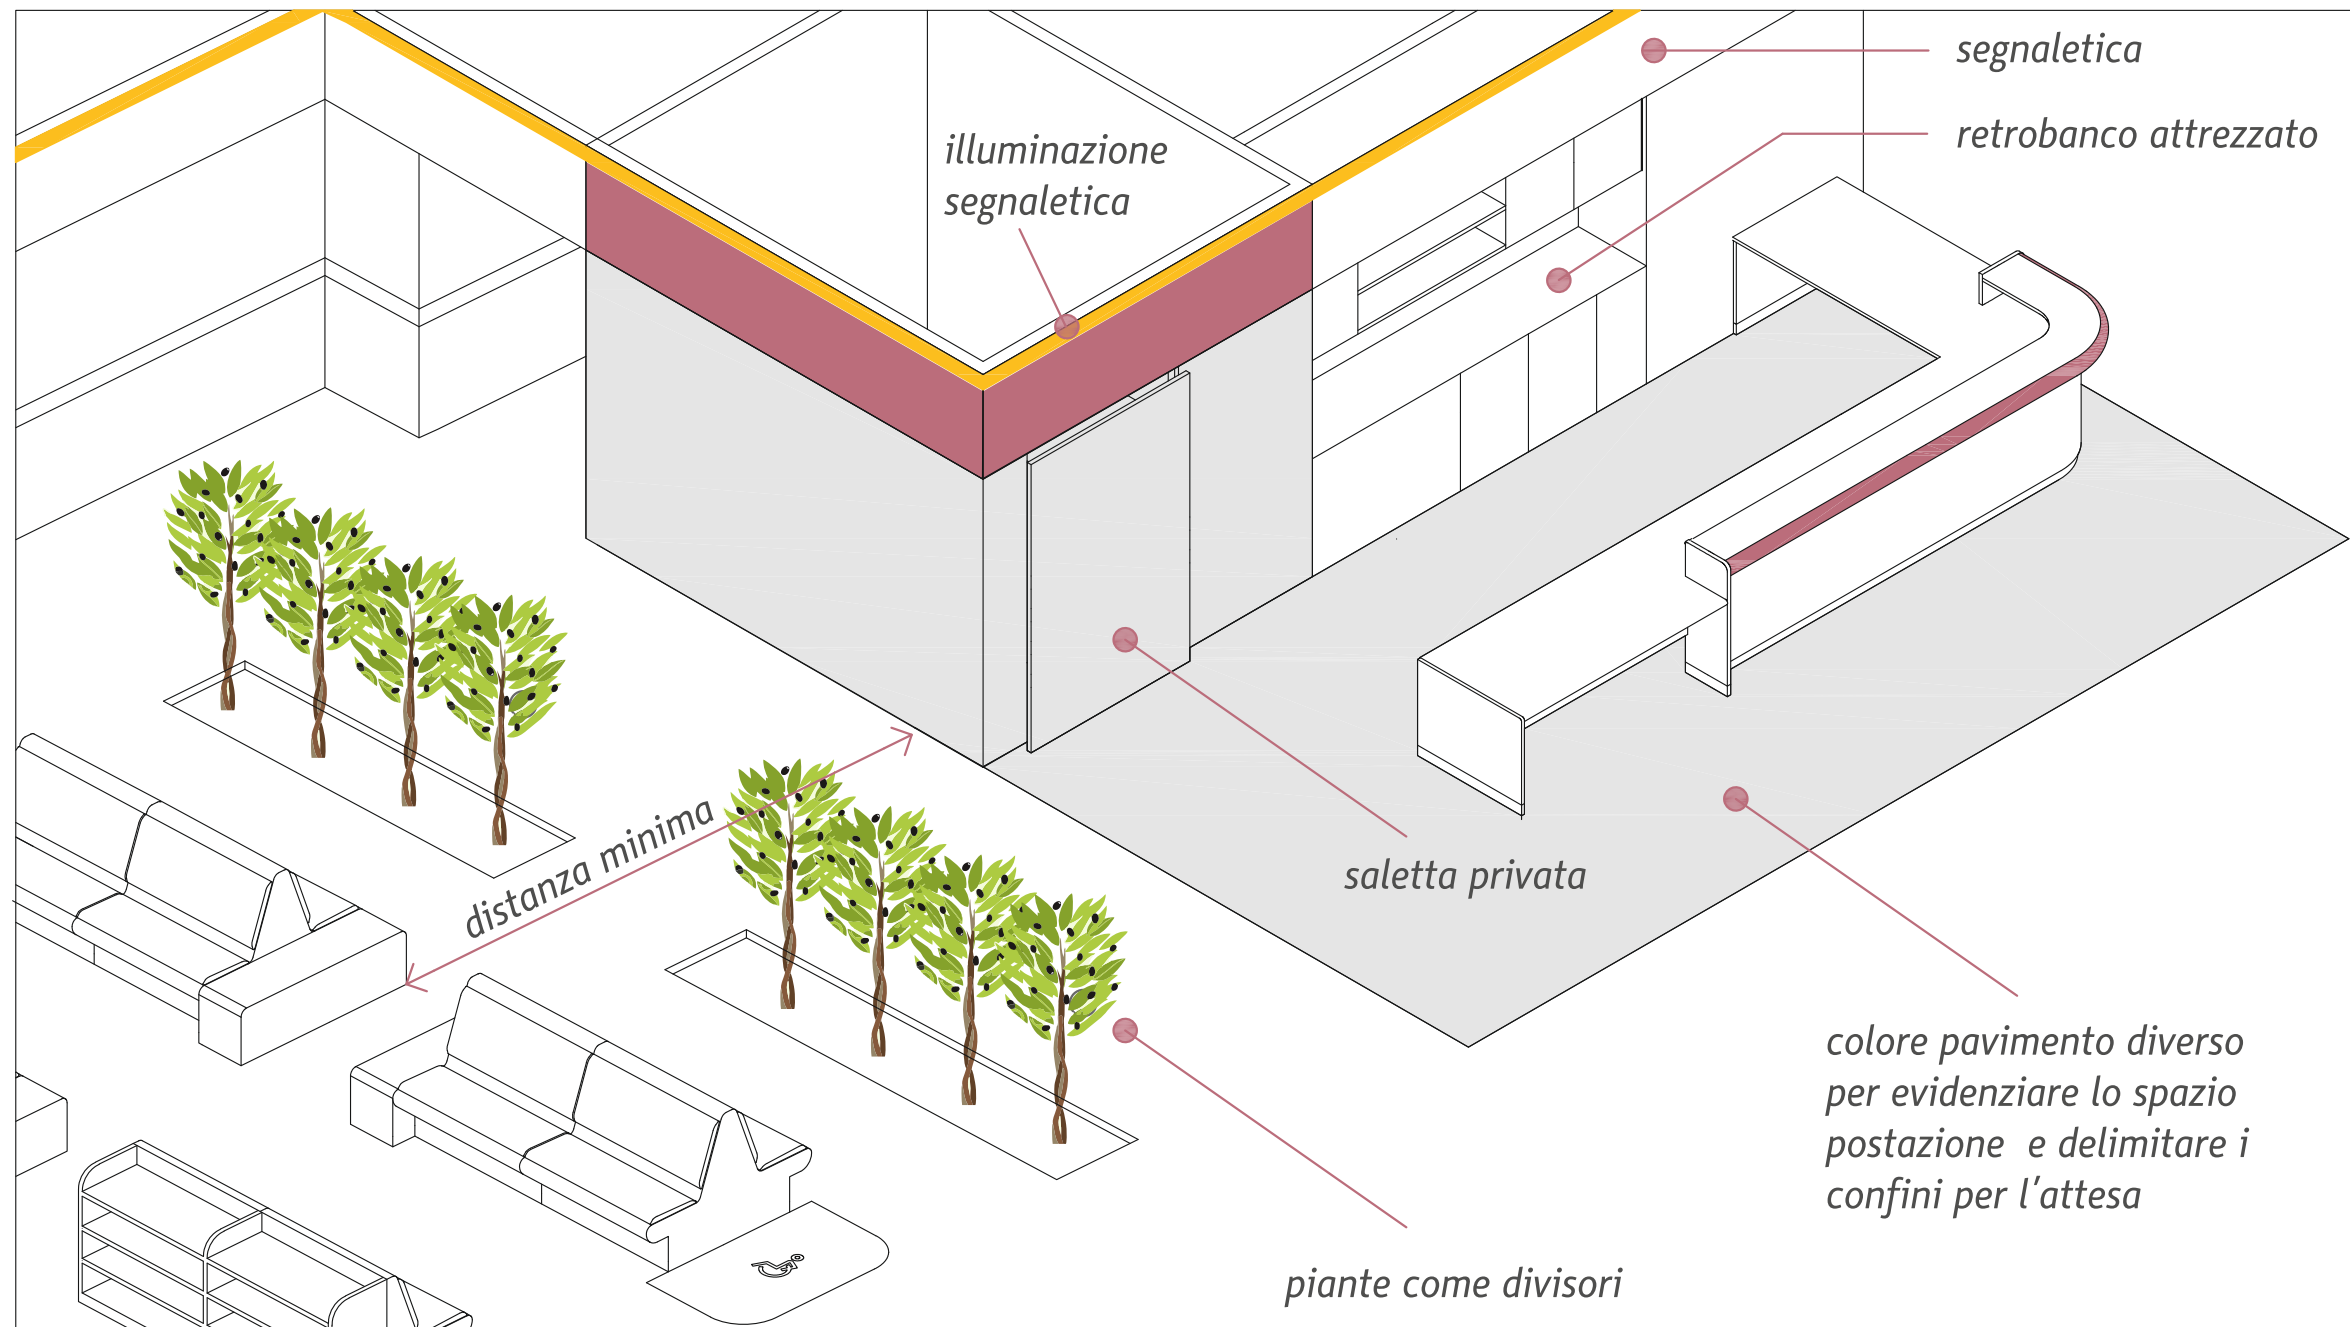 segnaletica
retrobanco attrezzato
illuminazione
segnaletica
distanza minima
saletta privata
colore pavimento diverso
per evidenziare lo spazio
postazione  e delimitare i
confini per l'attesa
piante come divisori